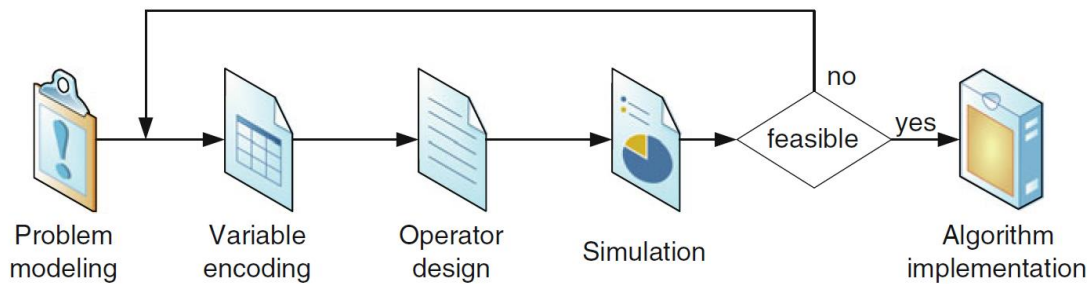 no
feasible
yes
Problem
modeling
Variable
encoding
Operator
design
Simulation
Algorithm
implementation